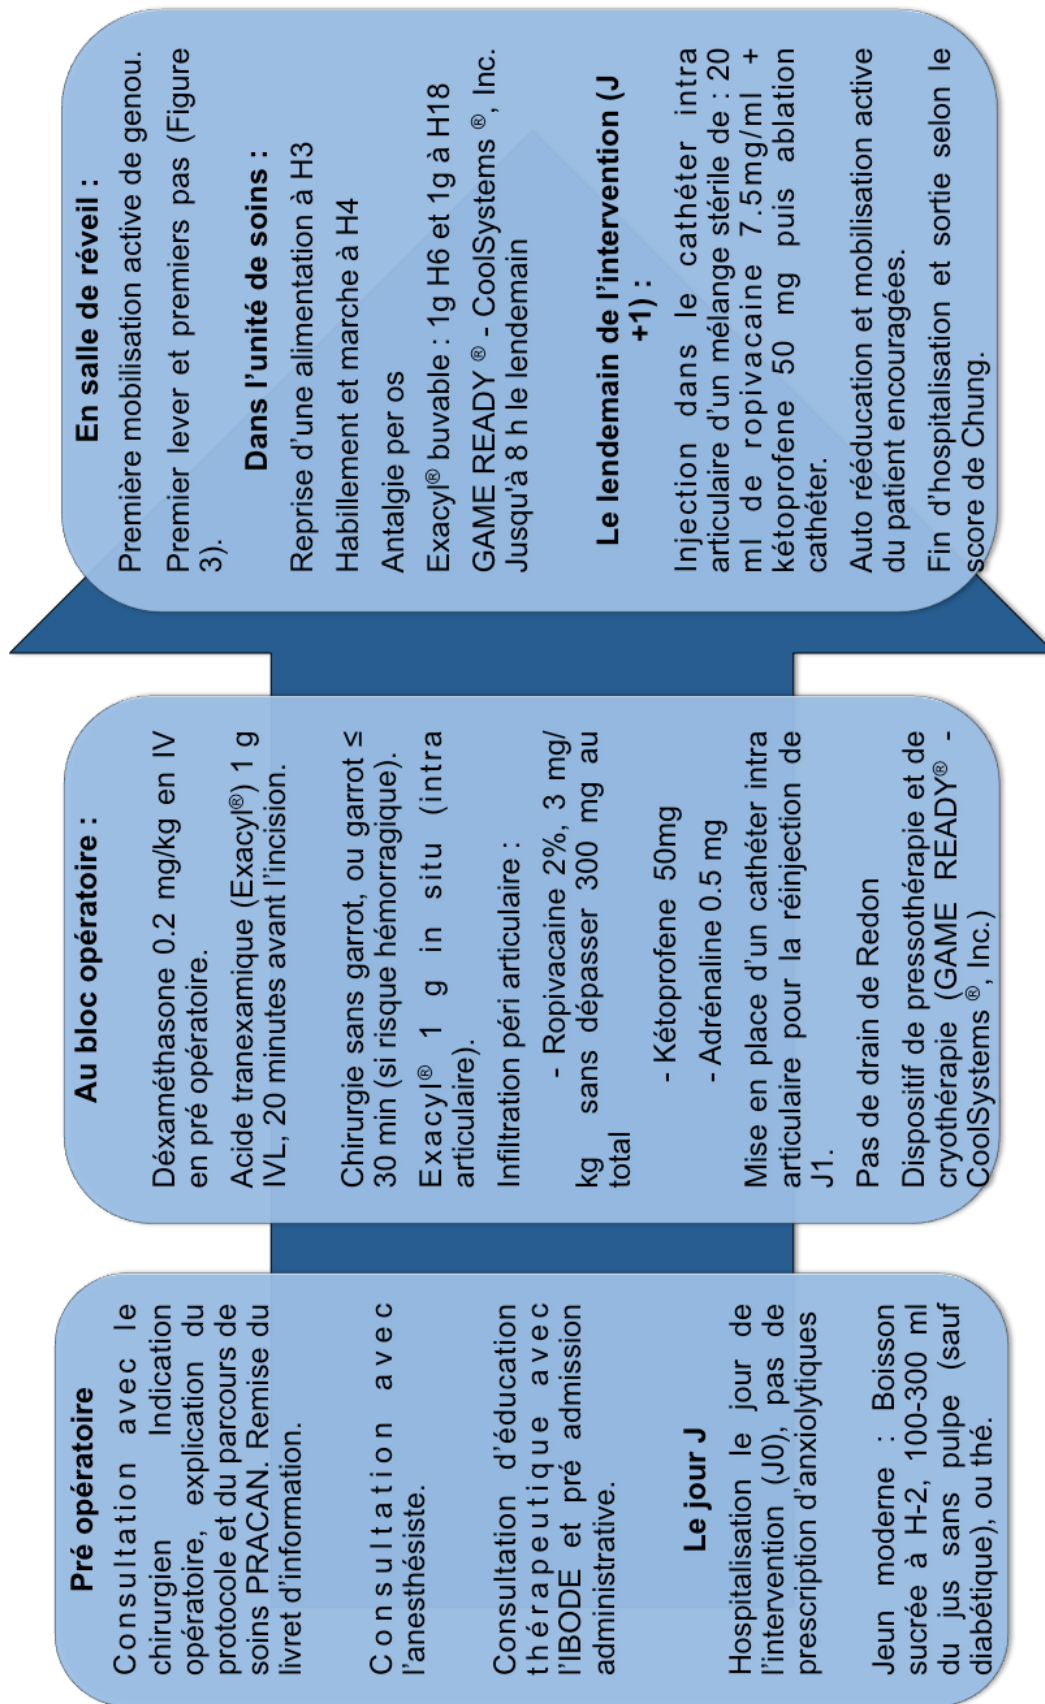 Pré opératoire
Consultation avec le
chirurgien Indication
opératoire, explication du
protocole et du parcours de
soins PRACAN. Remise du
livret d'information.
Consultation avec
l'anesthésiste.
Consultation d'éducation
thérapeutique avec
l'IBODE et pré admission
administrative.
Le jour J
Hospitalisation le jour de
l'intervention (J0), pas de
prescription d'anxiolytiques
Jeun moderne : Boisson
sucrée à H-2, 100-300 ml
du jus sans pulpe (sauf
diabétique), ou thé.
Au bloc opératoire :
Déxaméthasone 0.2 mg/kg en IV
en pré opératoire.
Acide tranexamique (Exacyl®) 1 g
IVL, 20 minutes avant l'incision.
Chirurgie sans garrot, ou garrot ≤
30 min (si risque hémorragique).
Exacyl® 1 g in situ (intra
articulaire).
Infiltration péri articulaire :
- Ropivacaine 2%, 3 mg/
kg sans dépasser 300 mg au
total
- Kétoprofene 50mg
- Adrénaline 0.5 mg
Mise en place d'un cathéter intra
articulaire pour la réinjection de
J1.
Pas de drain de Redon
Dispositif de pressothérapie et de
cryothérapie (GAME READY® -
CoolSystems ®, Inc.)
En salle de réveil :
Première mobilisation active de genou.
Premier lever et premiers pas (Figure
3).
Dans l'unité de soins :
Reprise d'une alimentation à H3
Habillement et marche à H4
Antalgie per os
Exacyl® buvable : 1g H6 et 1g à H18
GAME READY ® - CoolSystems ®, Inc.
Jusqu'à 8 h le lendemain
Le lendemain de l'intervention (J
+1) :
Injection dans le cathéter intra
articulaire d'un mélange stérile de : 20
ml de ropivacaine 7.5mg/ml +
kétoprofene 50 mg puis ablation
cathéter.
Auto rééducation et mobilisation active
du patient encouragées.
Fin d'hospitalisation et sortie selon le
score de Chung.